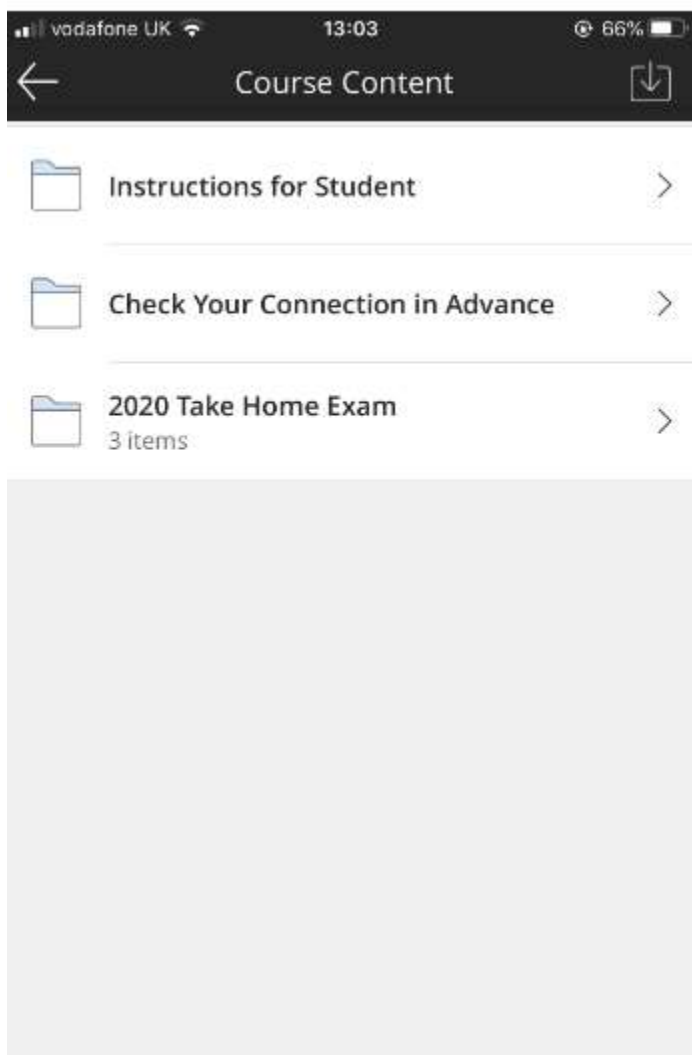 vodafone UK 13:03 66%
Course Content
Instructions for Student
Check Your Connection in Advance
2020 Take Home Exam
3 items